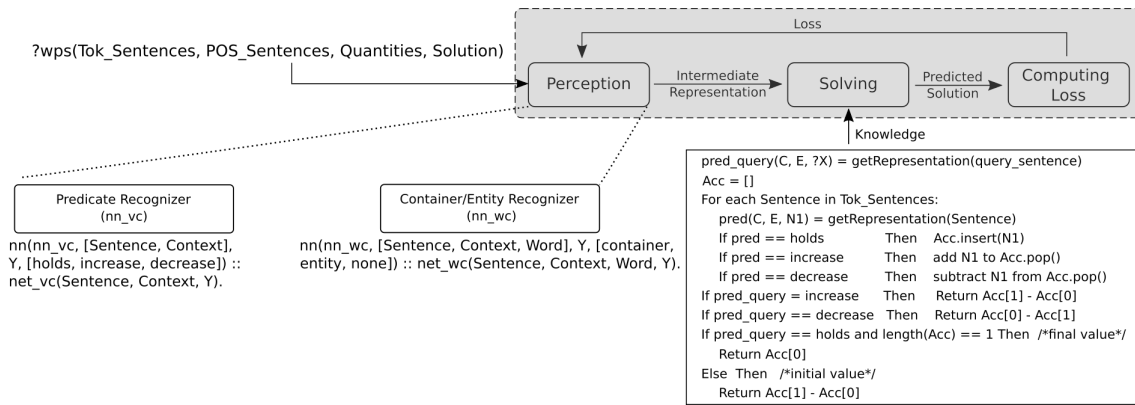 Loss
?wps(Tok_Sentences, POS_Sentences, Quantities, Solution)
Perception
Intermediate
Representation
Solving
Predicted
Solution
Computing
Loss
Knowledge
Predicate Recognizer
(nn_vc)
nn(nn_vc, [Sentence, Context],
Y, [holds, increase, decrease]) ::
net_vc(Sentence, Context, Y).
Container/Entity Recognizer
(nn_wc)
nn(nn_wc, [Sentence, Context, Word], Y, [container,
entity, none]) :: net_wc(Sentence, Context, Word, Y).
pred_query(C, E, ?X) = getRepresentation(query_sentence)
Acc = []
For each Sentence in Tok_Sentences:
pred(C, E, N1) = getRepresentation(Sentence)
If pred == holds Then Acc.insert(N1)
If pred == increase Then add N1 to Acc.pop()
If pred == decrease Then subtract N1 from Acc.pop()
If pred_query = increase Then Return Acc[1] - Acc[0]
If pred_query == decrease Then Return Acc[0] - Acc[1]
If pred_query == holds and length(Acc) == 1 Then /*final value*/
Return Acc[0]
Else Then /*initial value*/
Return Acc[1] - Acc[0]